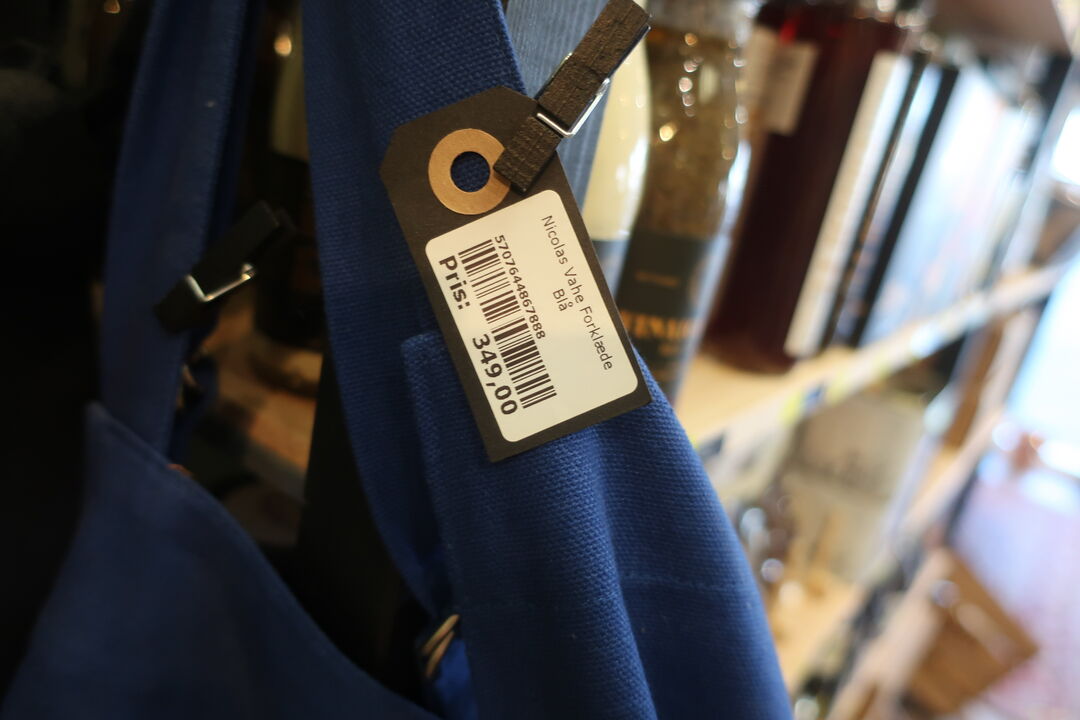 Nicolas Vahe Forklæde
Blå
5707644867888
Pris: 349,00